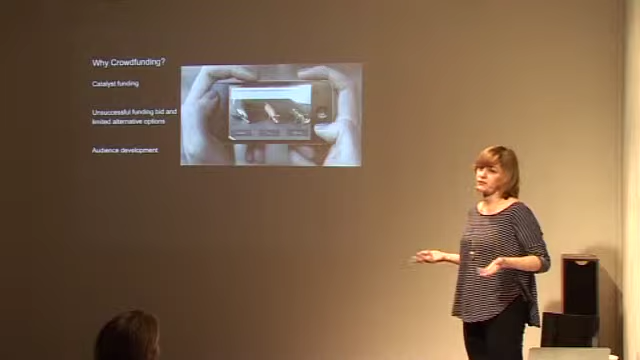 Why Crowdfunding?
Catalyst funding
Unsuccessful funding bid and
limited alternative options
Audience development